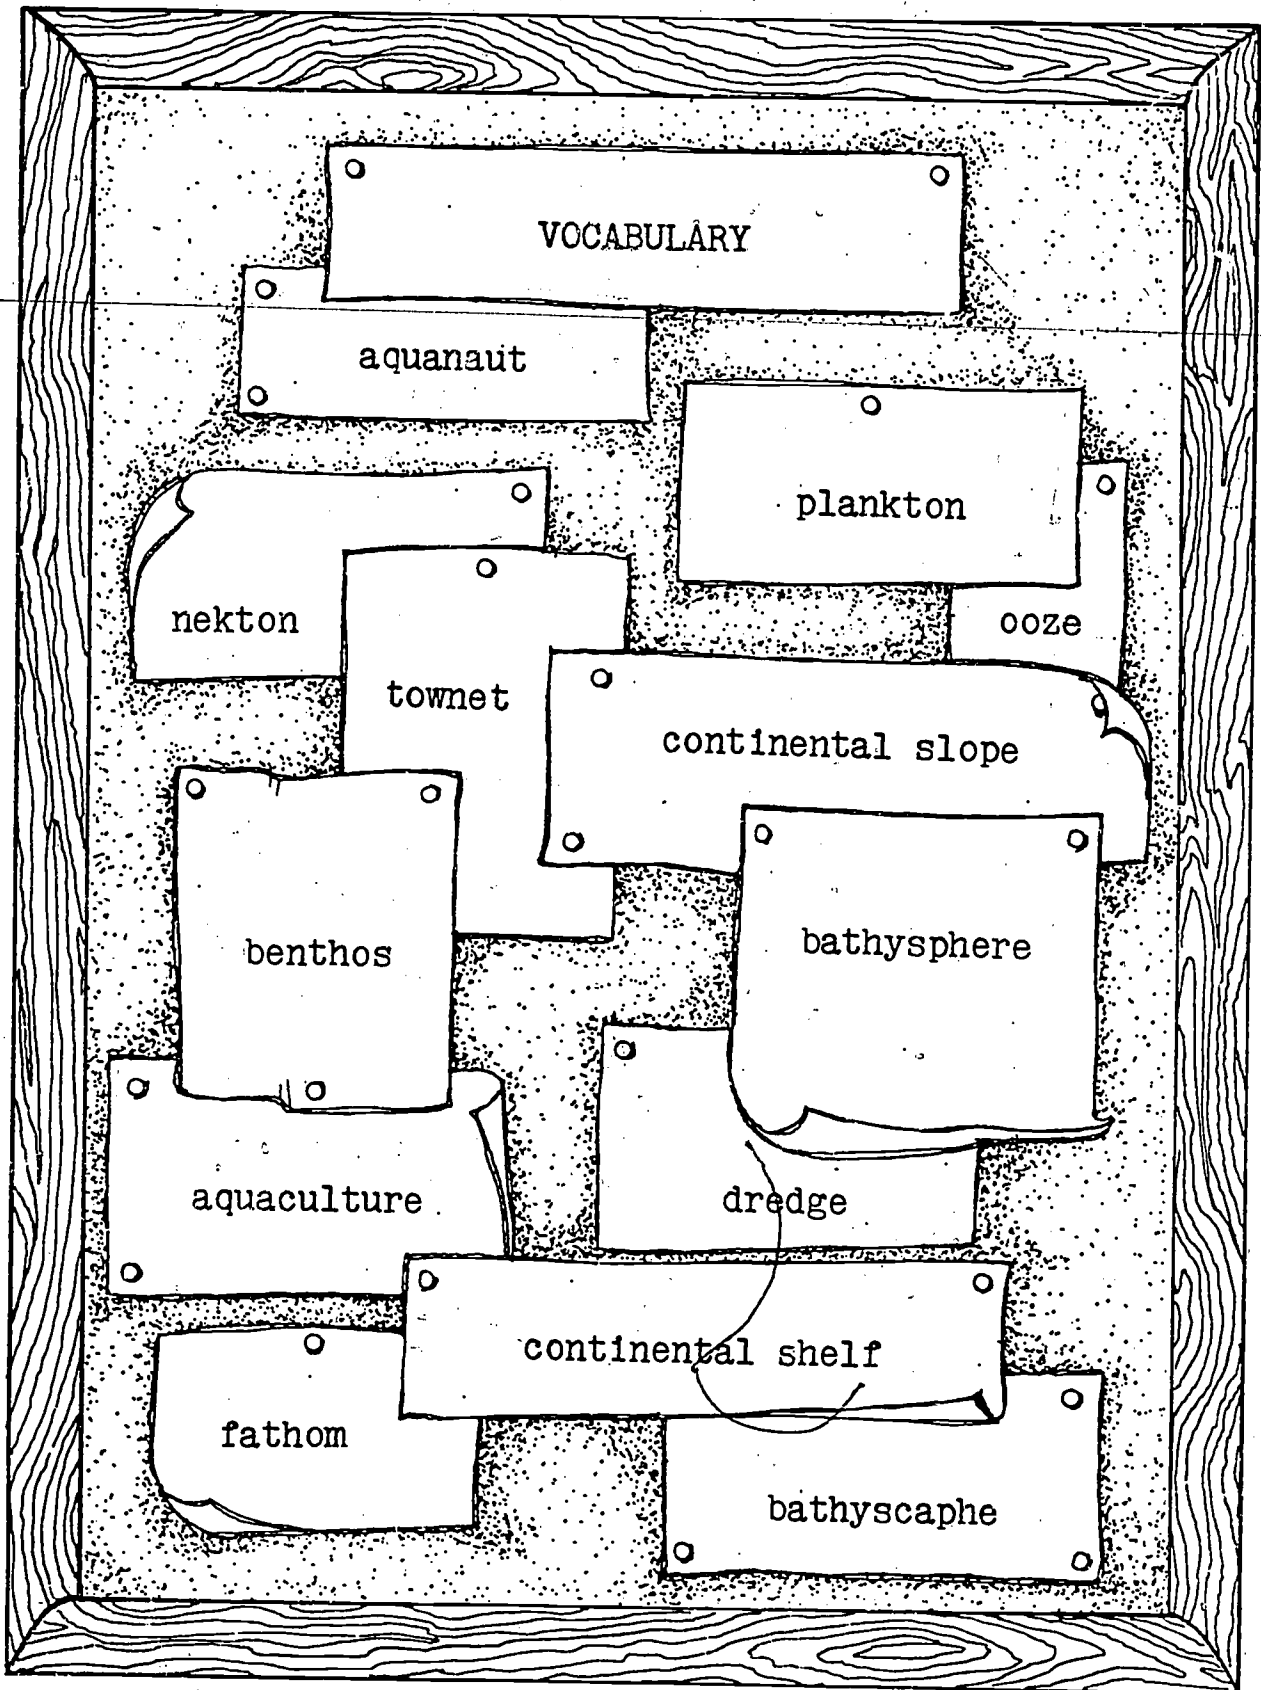 VOCABULARY
aquanaut
plankton
nekton
ooze
townet
continental slope
benthos
bathysphere
aquaculture
dredge
continental shelf
fathom
bathyscaphe